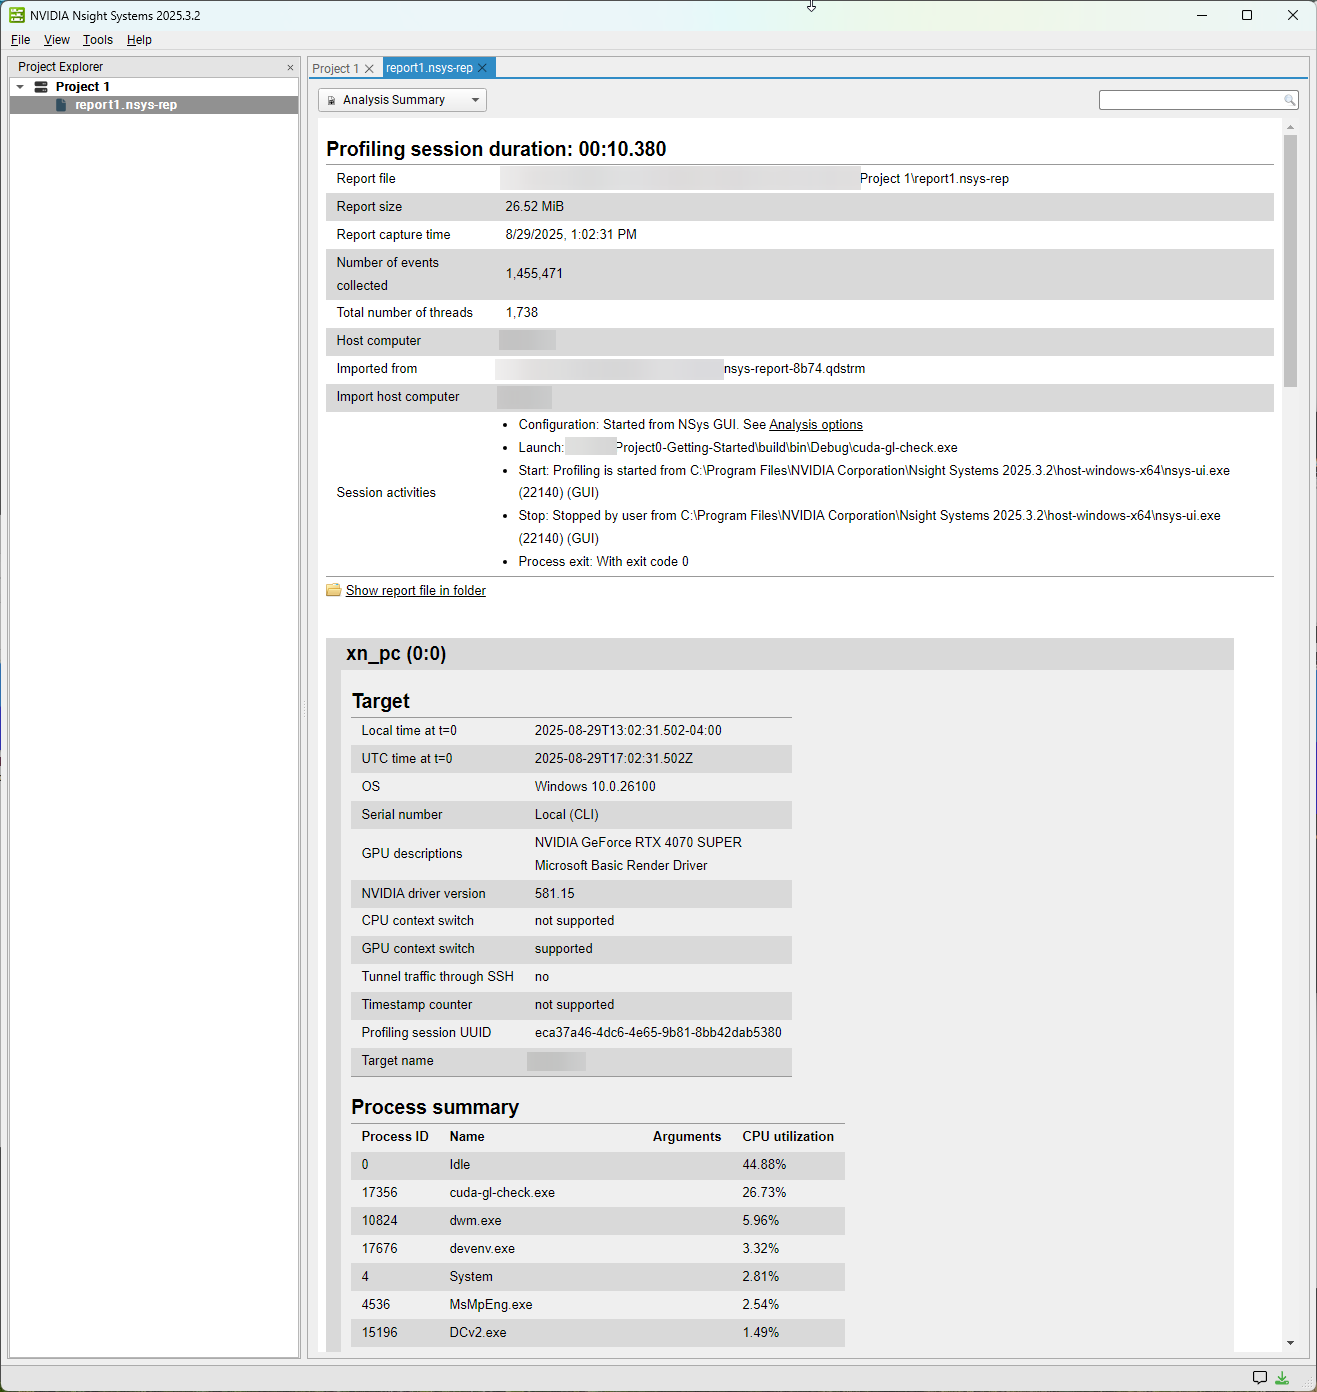 NVIDIA Nsight Systems 2025.3.2
File View Tools Help
Project Explorer
Project 1
report1.nsys-rep
Project 1
report1.nsys-rep
Analysis Summary
Profiling session duration: 00:10.380
Report file Project 1\report1.nsys-rep
Report size 26.52 MiB
Report capture time 8/29/2025, 1:02:31 PM
Number of events
collected
1,455,471
Total number of threads 1,738
Host computer
Imported from nsys-report-8b74.qdstrm
Import host computer
Session activities
• Configuration: Started from NSys GUI. See Analysis options
• Launch: Project0-Getting-Started\build\bin\Debug\cuda-gl-check.exe
• Start: Profiling is started from C:\Program Files\NVIDIA Corporation\Nsight Systems 2025.3.2\host-windows-x64\nsys-ui.exe
(22140) (GUI)
• Stop: Stopped by user from C:\Program Files\NVIDIA Corporation\Nsight Systems 2025.3.2\host-windows-x64\nsys-ui.exe
(22140) (GUI)
• Process exit: With exit code 0
Show report file in folder
xn_pc (0:0)
Target
Local time at t=0 2025-08-29T13:02:31.502-04:00
UTC time at t=0 2025-08-29T17:02:31.502Z
OS Windows 10.0.26100
Serial number Local (CLI)
GPU descriptions
NVIDIA GeForce RTX 4070 SUPER
Microsoft Basic Render Driver
NVIDIA driver version 581.15
CPU context switch not supported
GPU context switch supported
Tunnel traffic through SSH no
Timestamp counter not supported
Profiling session UUID eca37a46-4dc6-4e65-9b81-8bb42dab5380
Target name
Process summary
Process ID Name Arguments CPU utilization
0 Idle 44.88%
17356 cuda-gl-check.exe 26.73%
10824 dwm.exe 5.96%
17676 devenv.exe 3.32%
4 System 2.81%
4536 MsMpEng.exe 2.54%
15196 DCv2.exe 1.49%